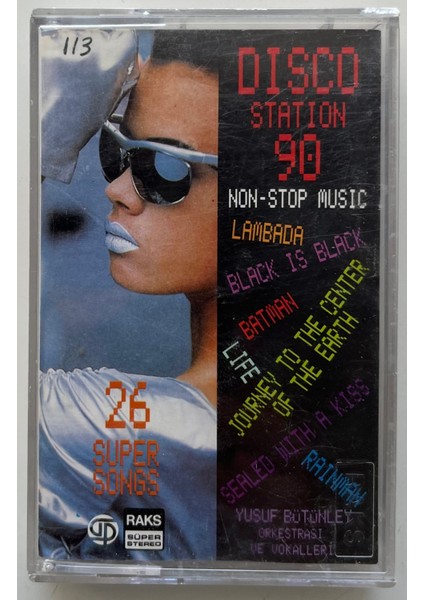 113
DISCO
STATION
90
NON-STOP MUSIC
LAMBADA
BLACK IS BLACK
BATMAN
LIFE
JOURNEY TO THE CENTER
OF THE EARTH
SEALED WITH A KISS
RAINMAN
26
SUPER
SONGS
RAKS
SÜPER
STEREO
YUSUF BÜTÜNLEY
ORKESTRASI
VE VOKALLERİ